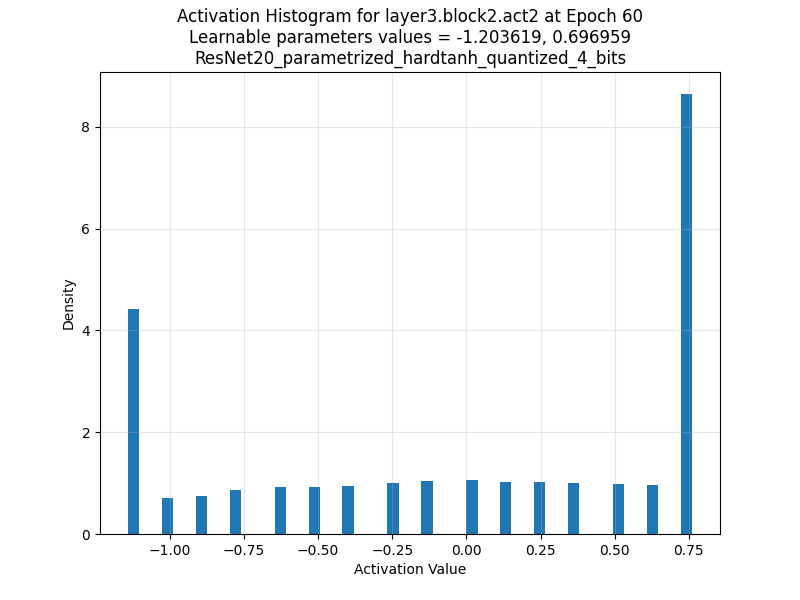 Activation Histogram for layer3.block2.act2 at Epoch 60
Learnable parameters values = -1.203619, 0.696959
ResNet20_parametrized_hardtanh_quantized_4_bits
8
6
4
2
0
Density
−1.00 −0.75 −0.50 −0.25 0.00 0.25 0.50 0.75
Activation Value